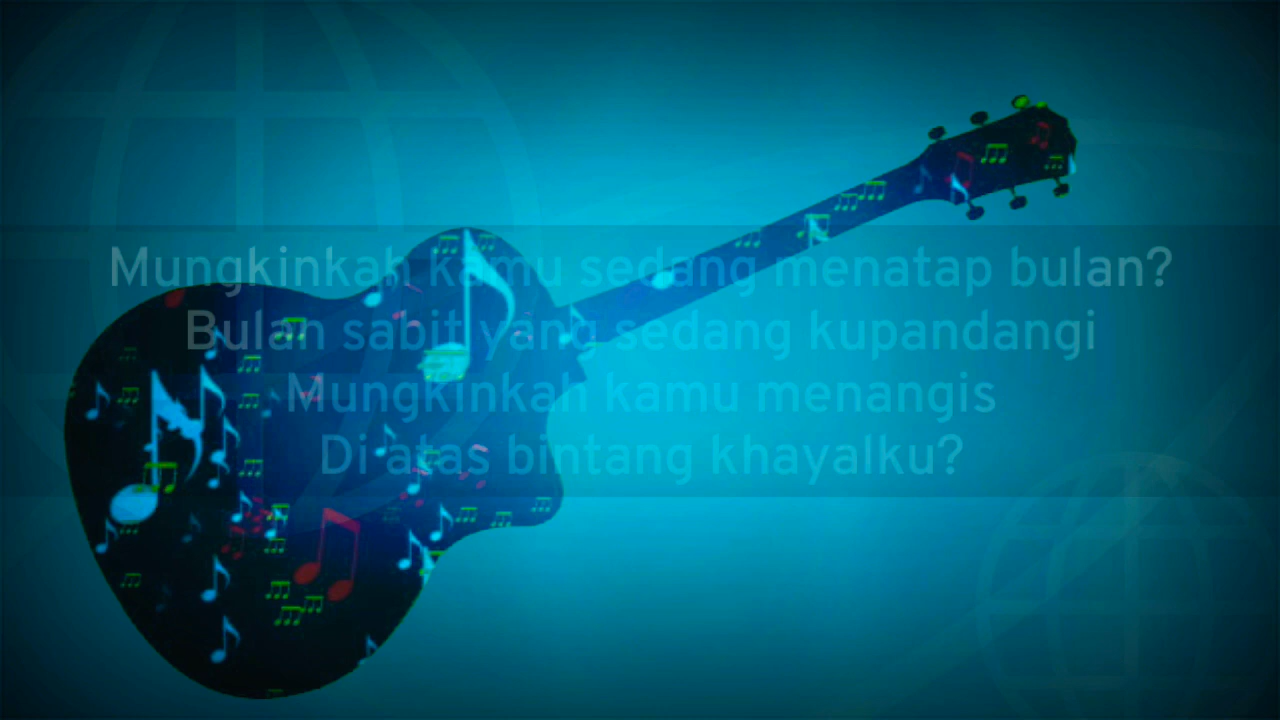 Mungkinkah kamu sedang menatap bulan?
Bulan sabit yang sedang kupandangi
Mungkinkah kamu menangis
Di atas bintang khayalku?